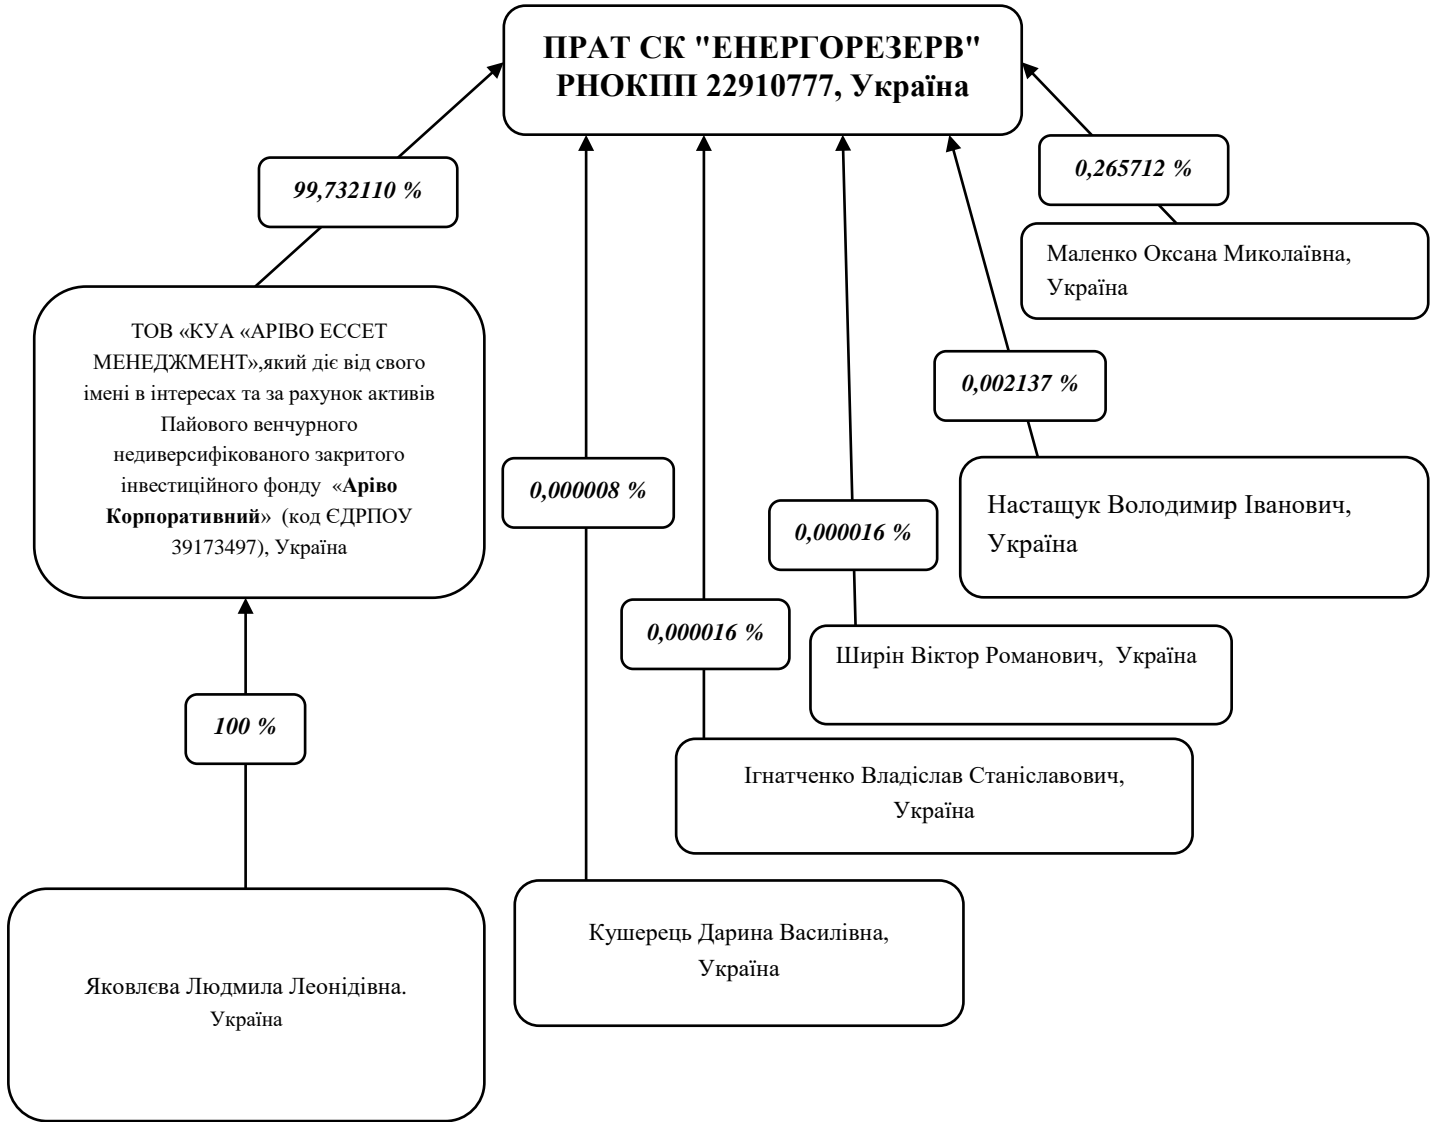 ПРАТ СК "ЕНЕРГОРЕЗЕРВ"
РНОКПП 22910777, Україна
99,732110 %
0,265712 %
Маленко Оксана Миколаївна,
Україна
ТОВ «КУА «АРІВО ЕССЕТ
МЕНЕДЖМЕНТ»,який діє від свого
імені в інтересах та за рахунок активів
Пайового венчурного
недиверсифікованого закритого
інвестиційного фонду «Аріво
Корпоративний» (код ЄДРПОУ
39173497), Україна
0,002137 %
Настащук Володимир Іванович,
Україна
0,000008 %
0,000016 %
Ширін Віктор Романович, Україна
0,000016 %
Ігнатченко Владіслав Станіславович,
Україна
100 %
Кушерець Дарина Василівна,
Україна
Яковлєва Людмила Леонідівна.
Україна